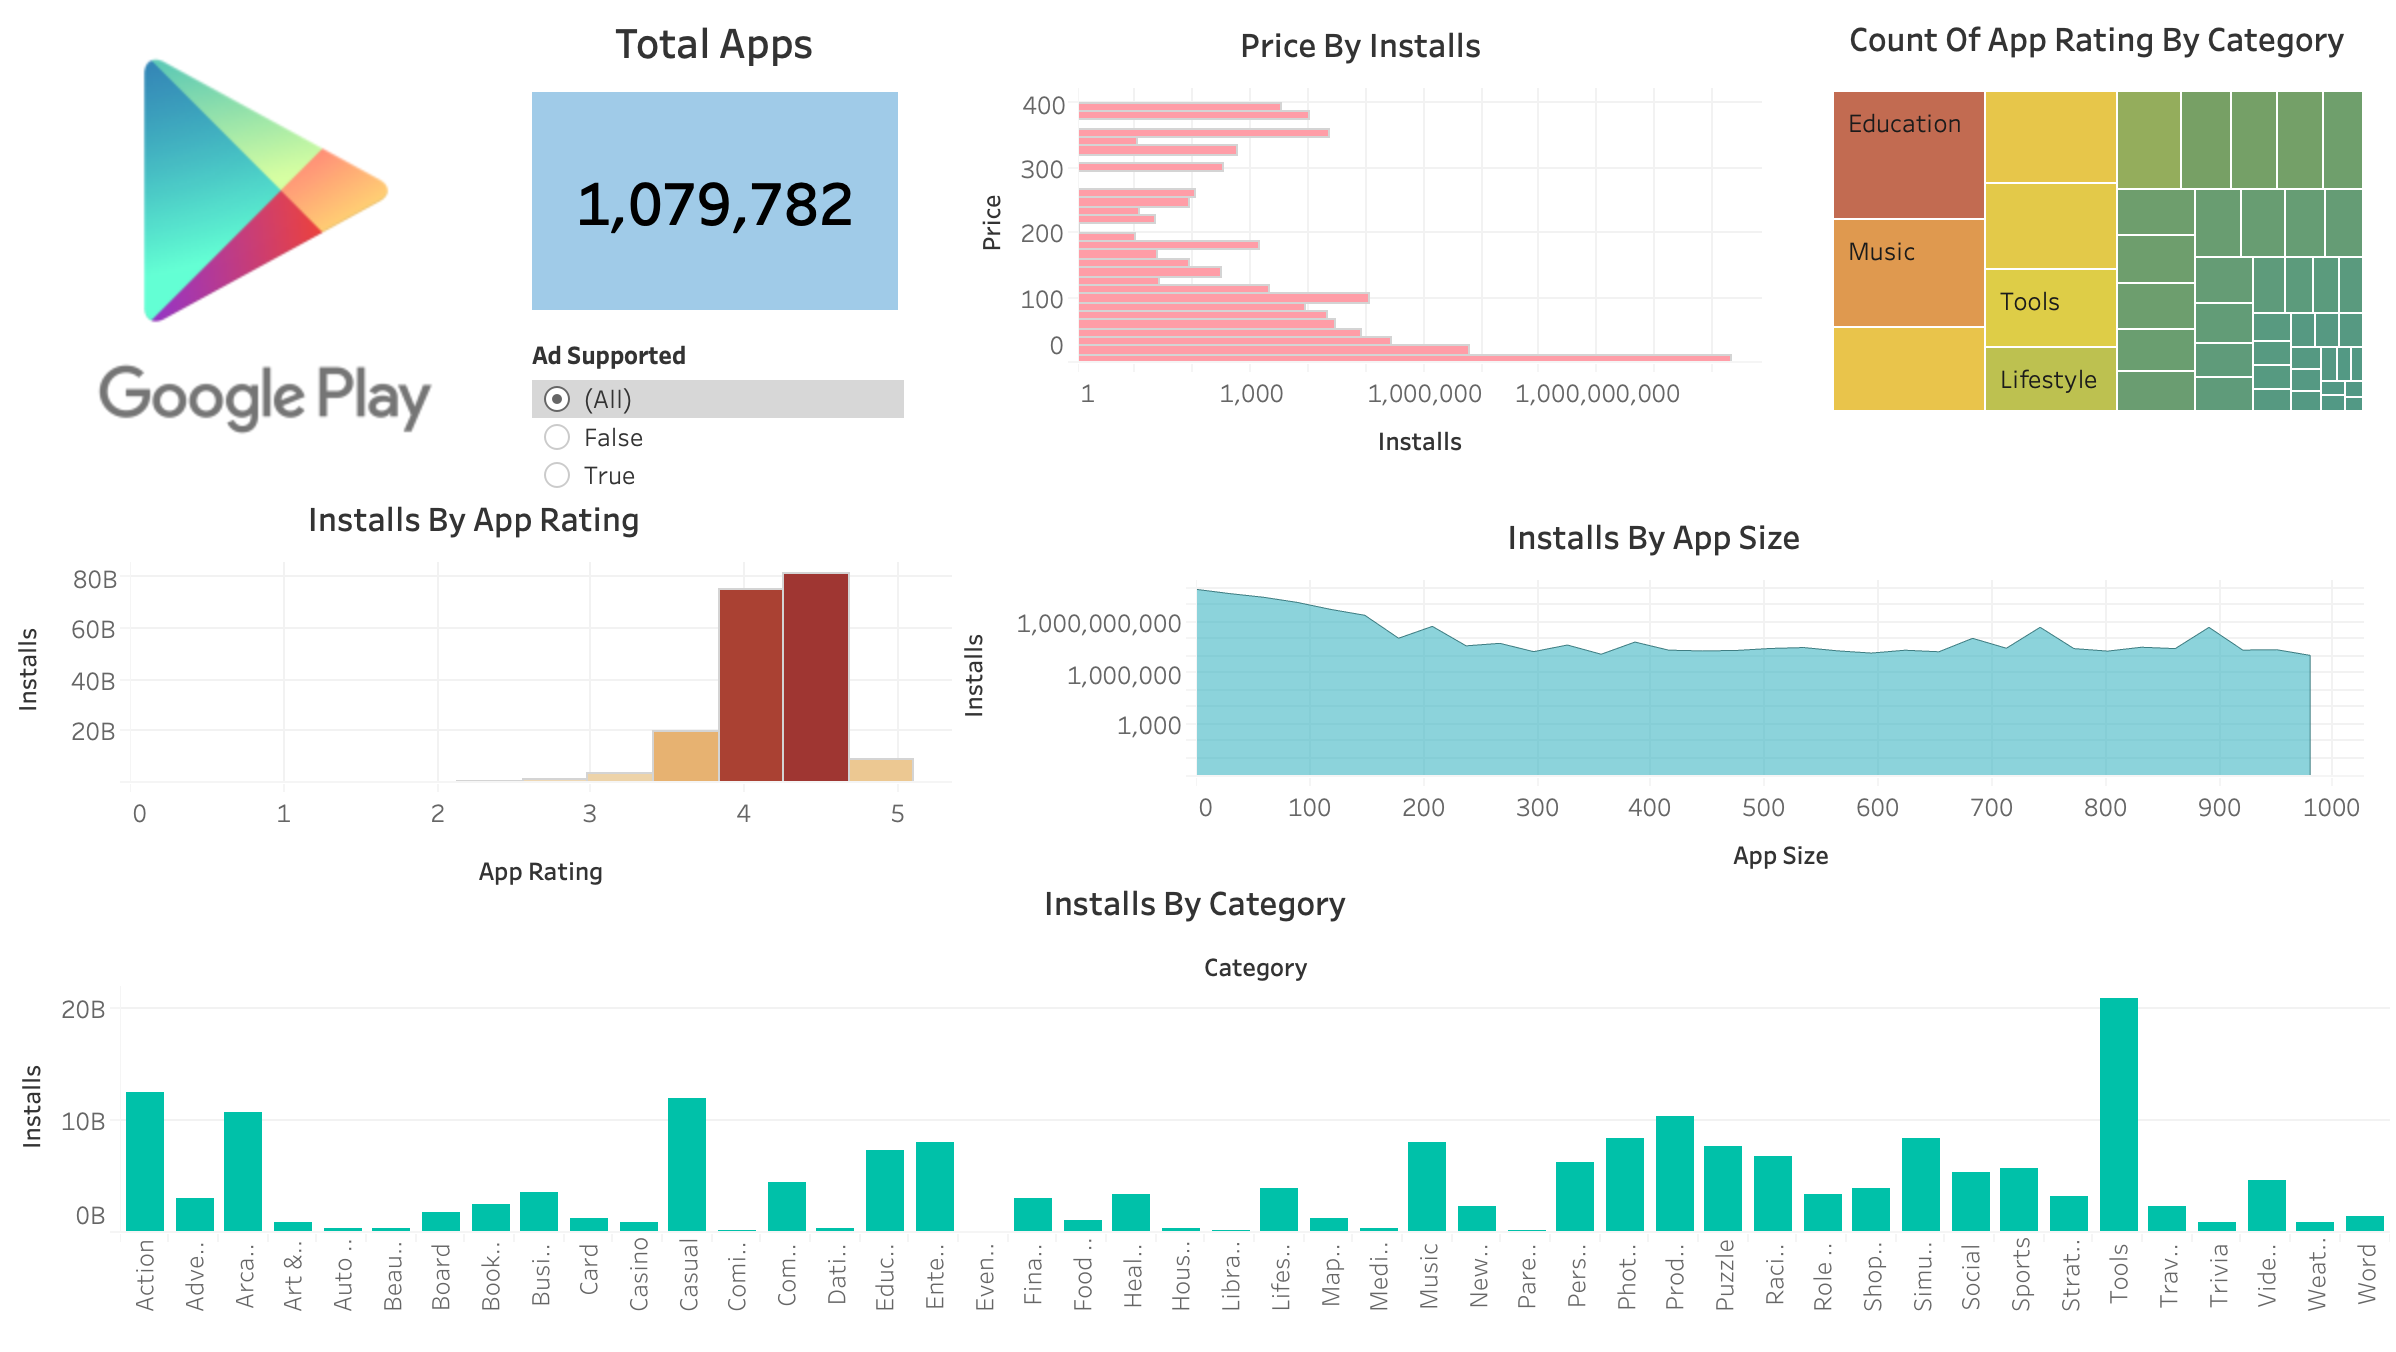 Google Play
Total Apps
1,079,782
Ad Supported
(All)
False
True
Price By Installs
Price
400
300
200
100
0
1 1,000 1,000,000 1,000,000,000
Installs
Count Of App Rating By Category
Education
Music
Tools
Lifestyle
Installs By App Rating
Installs
80B
60B
40B
20B
0 1 2 3 4 5
App Rating
Installs By App Size
Installs
1,000,000,000
1,000,000
1,000
0 100 200 300 400 500 600 700 800 900 1000
App Size
Installs By Category
Category
Installs
20B
10B
0B
Action
Adve..
Arca..
Art &..
Auto ..
Beau..
Board
Book..
Busi..
Card
Casino
Casual
Comi..
Com..
Dati..
Educ..
Ente..
Even..
Fina..
Food ..
Heal..
Hous..
Libra..
Lifes..
Map..
Medi..
Music
New..
Pare..
Pers..
Phot..
Prod..
Puzzle
Raci..
Role ..
Shop..
Simu..
Social
Sports
Strat..
Tools
Trav..
Trivia
Vide..
Weat..
Word